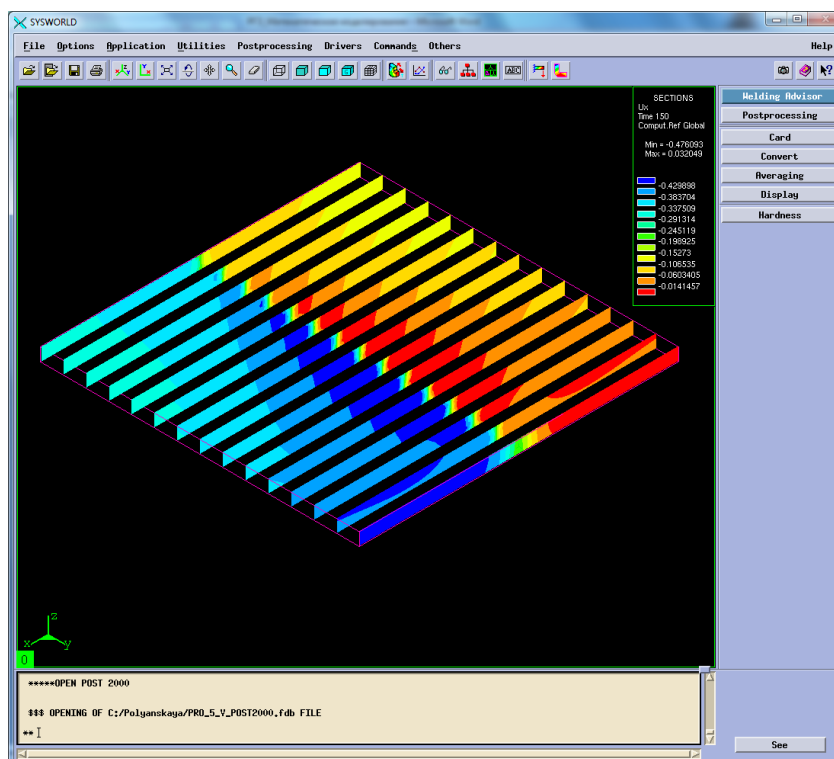 SYSWORLD
File Options Application Utilities Postprocessing Drivers Commands Others Help
ABC
SECTIONS
Ux
Time 150
Comput.Ref Global
Min = -0.476093
Max = 0.032049
-0.429898
-0.383704
-0.337509
-0.291314
-0.245119
-0.198925
-0.15273
-0.106535
-0.0603405
-0.0141457
Welding Advisor
Postprocessing
Card
Convert
Averaging
Display
Hardness
z
x
y
0
*****OPEN POST 2000
$$$ OPENING OF C:/Polyanskaya/PRO_5_V_POST2000.fdb FILE
**
See